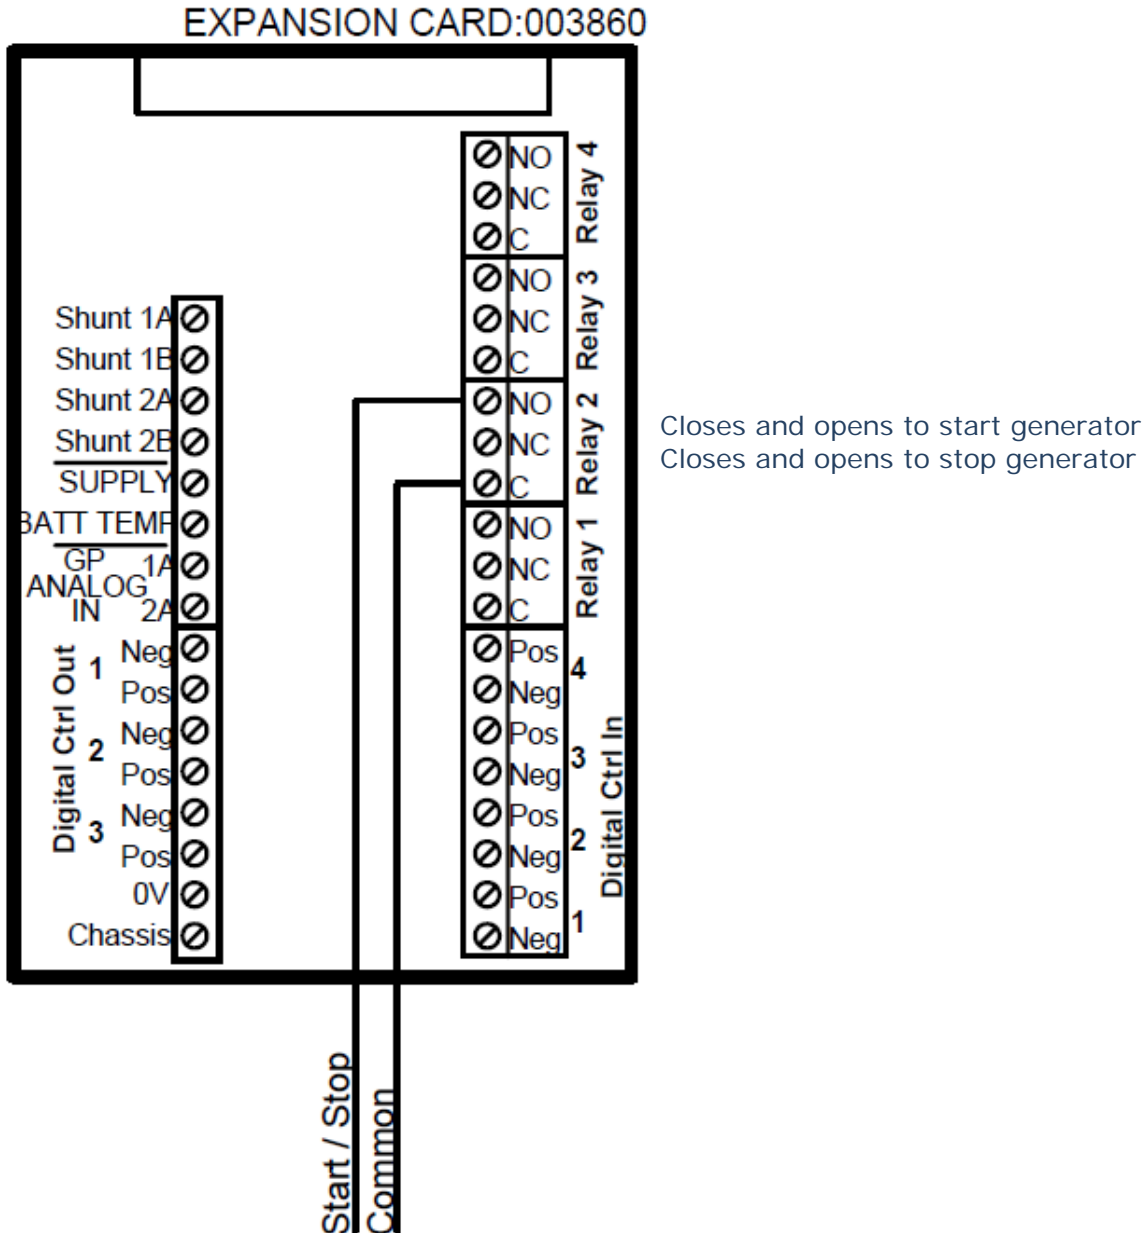 EXPANSION CARD:003860
NO
NC
C
Relay 4
NO
NC
C
Relay 3
NO
NC
C
Relay 2
NO
NC
C
Relay 1
Closes and opens to start generator
Closes and opens to stop generator
Shunt 1A
Shunt 1B
Shunt 2A
Shunt 2B
SUPPLY
BATT TEMP
GP 1A
ANALOG
IN 2A
Digital Ctrl Out
1
Neg
Pos
2
Neg
Pos
3
Neg
Pos
0V
Chassis
Pos
Neg
4
Pos
Neg
3
Pos
Neg
2
Pos
Neg
1
Digital Ctrl In
Start / Stop
Common